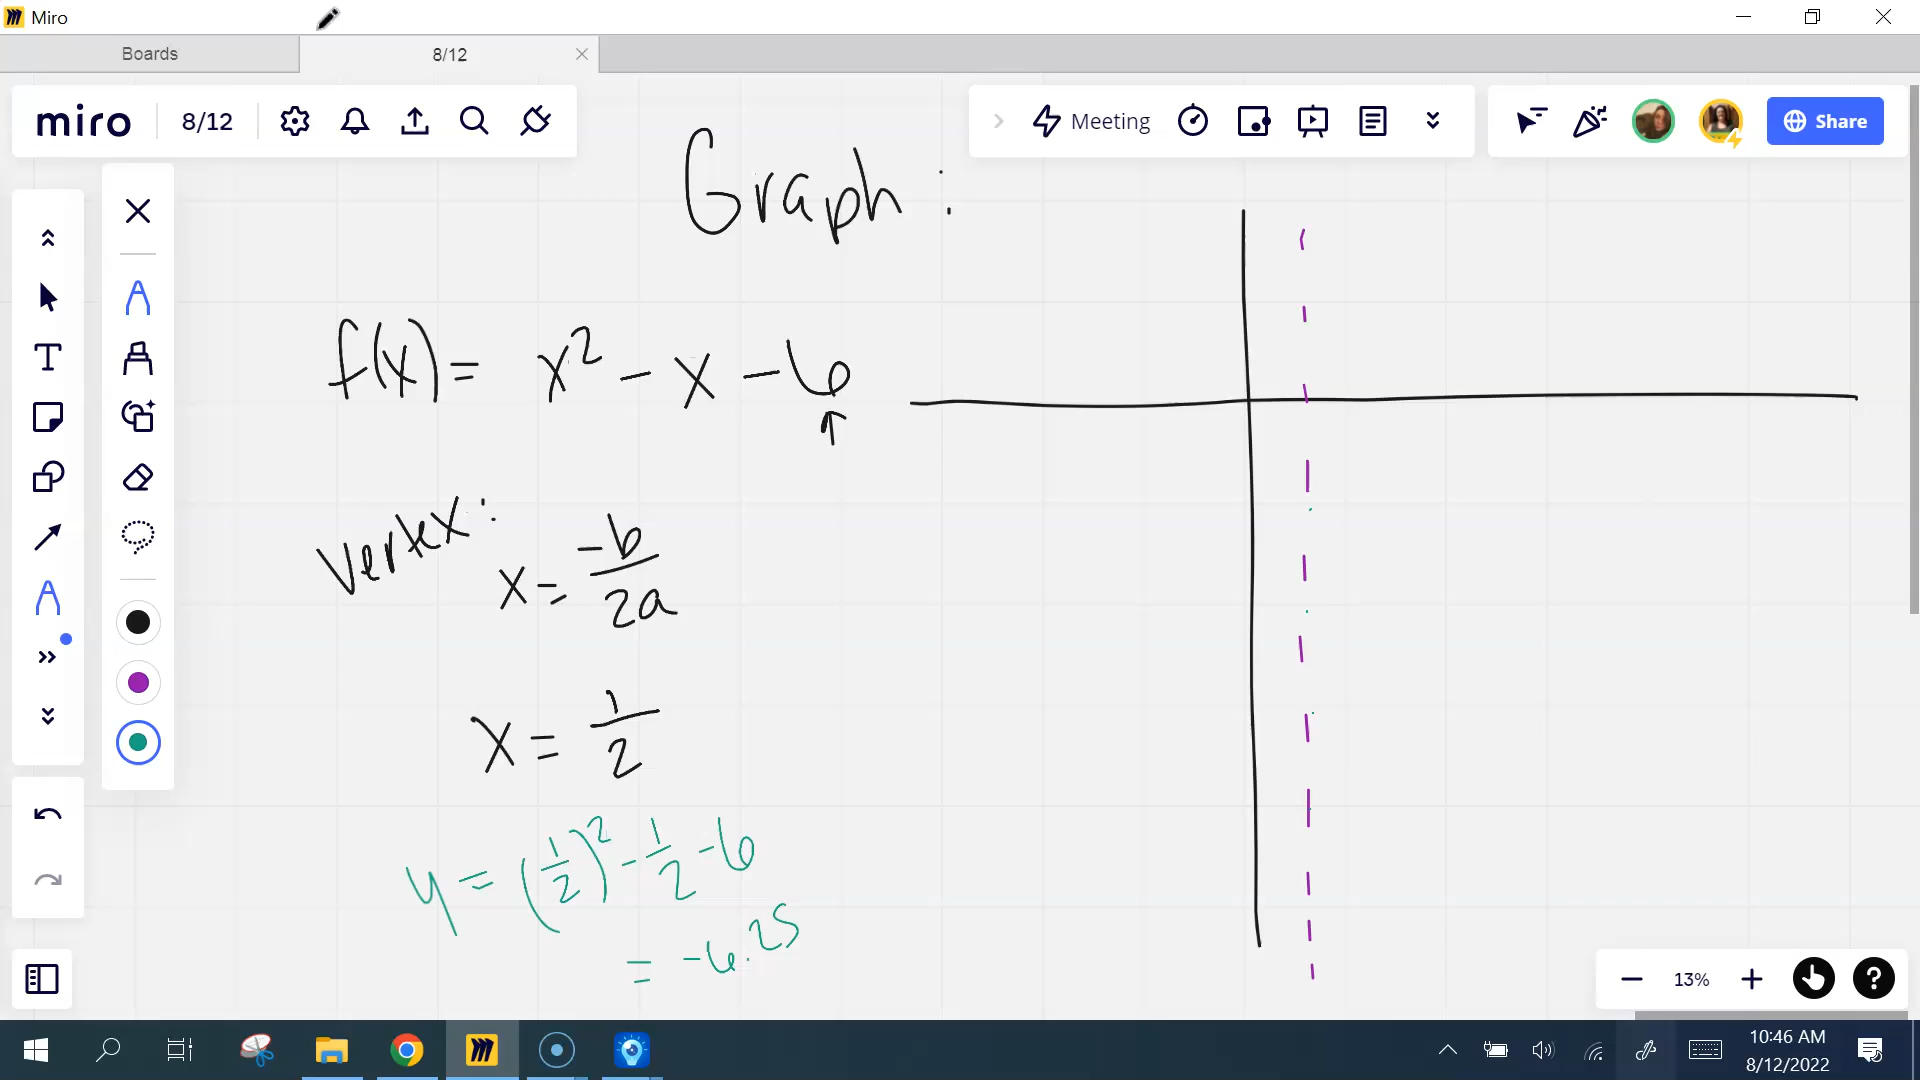 Miro
Boards
8/12
miro
8/12
Meeting
Share
Graph:
f(x) = x² - x - 6
↑
vertex:
x = -b/2a
x = 1/2
y = (1/2)² - 1/2 - 6
= -6.25
13%
10:46 AM
8/12/2022